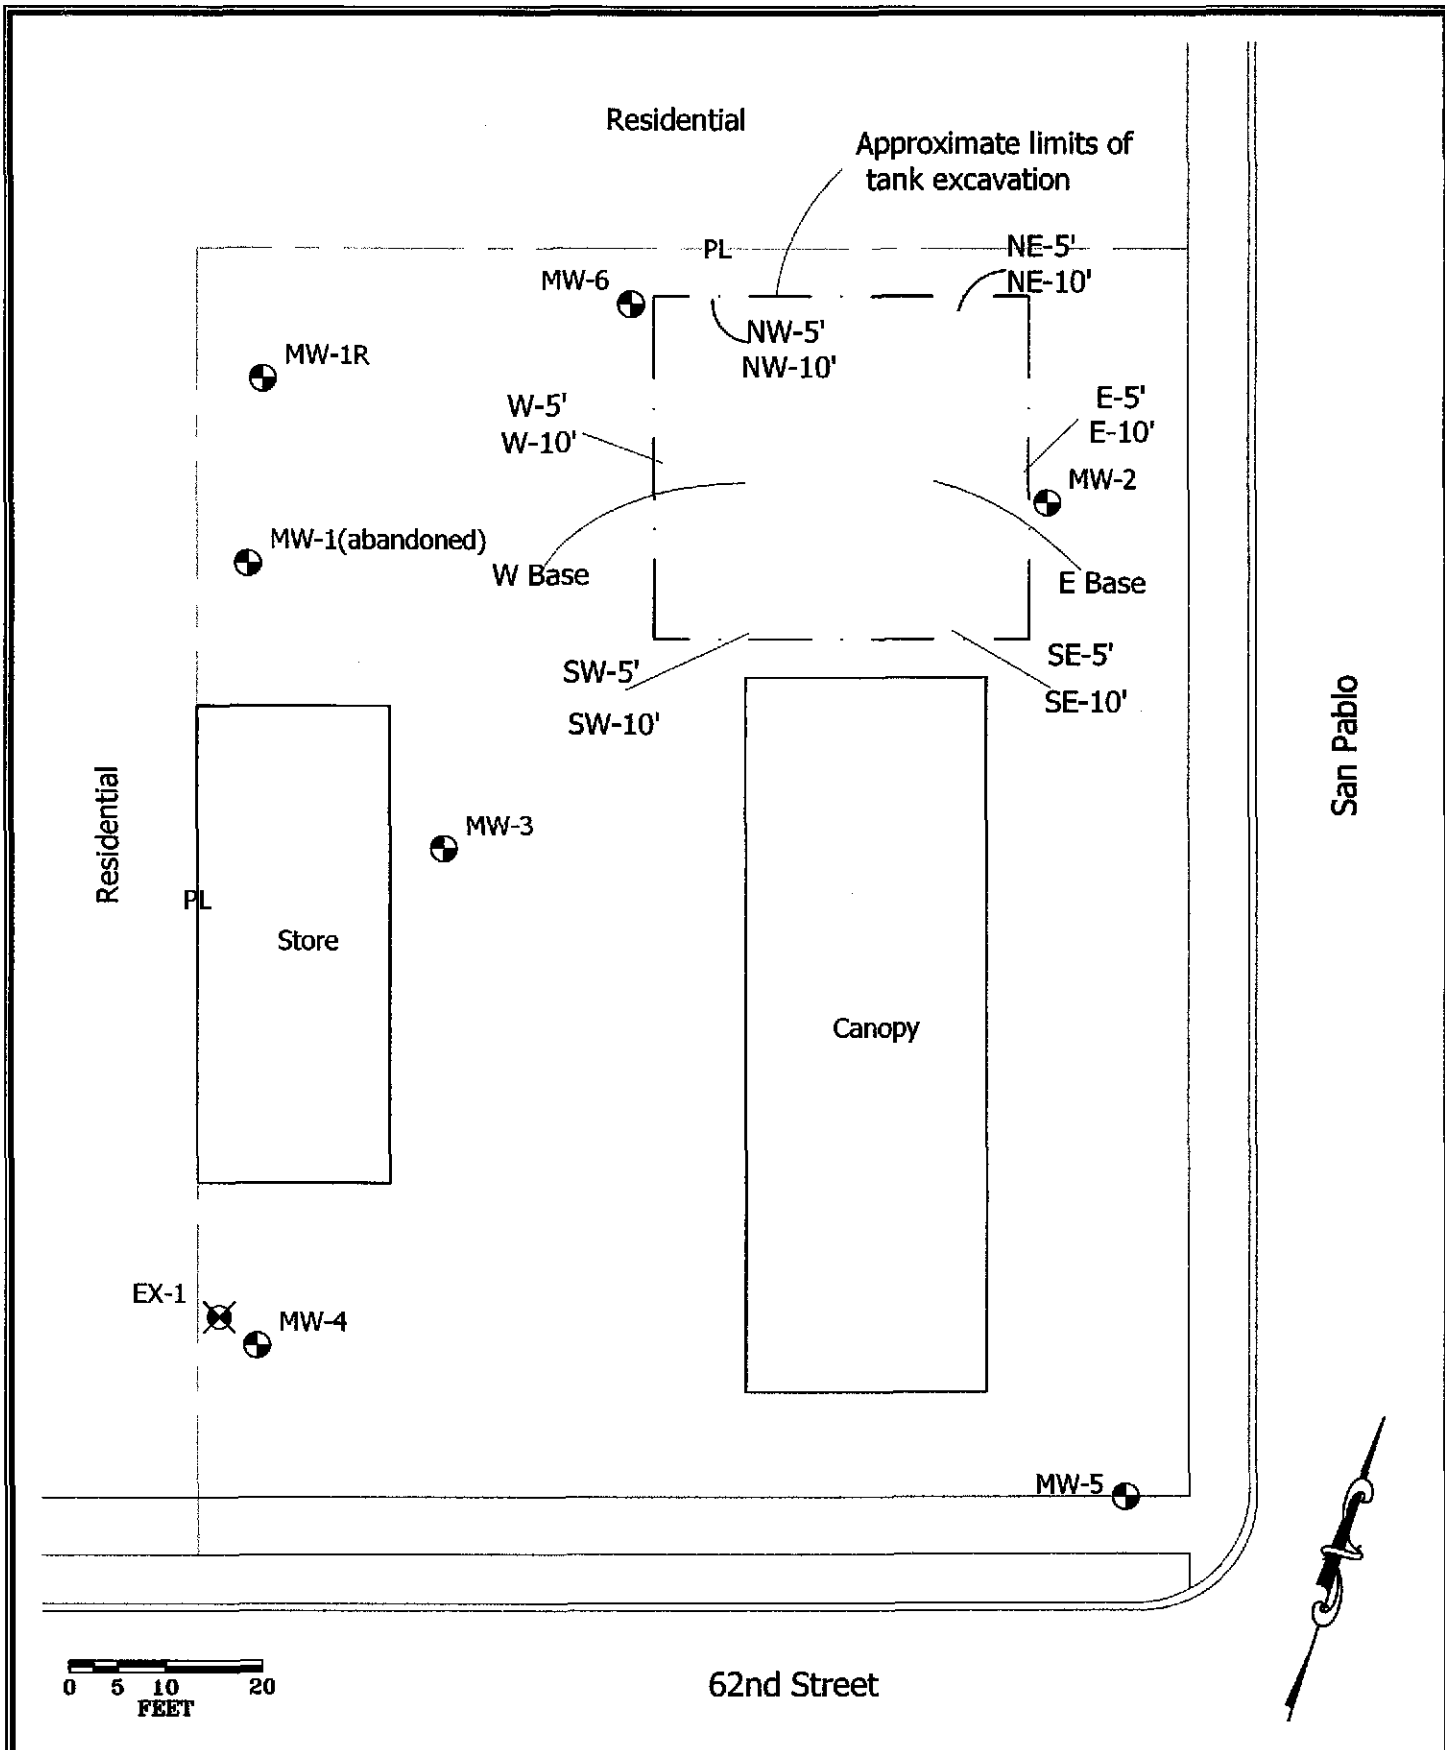 Residential
Approximate limits of
tank excavation
PL
NE-5'
NE-10'
MW-6
NW-5'
NW-10'
MW-1R
W-5'
W-10'
E-5'
E-10'
MW-2
MW-1(abandoned)
W Base
E Base
SW-5'
SW-10'
SE-5'
SE-10'
San Pablo
Residential
MW-3
PL
Store
Canopy
EX-1
MW-4
MW-5
0 5 10 20
FEET
62nd Street